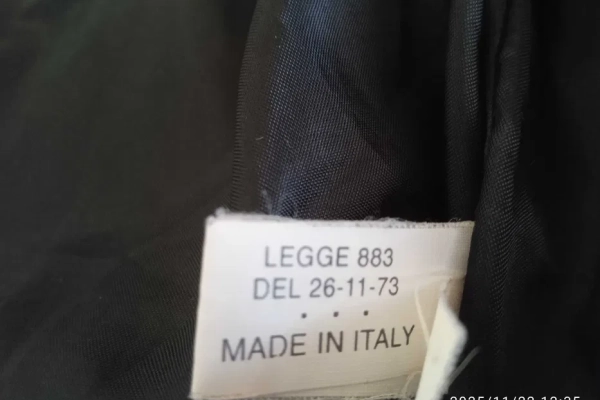 LEGGE 883
DEL 26-11-73
• • •
MADE IN ITALY